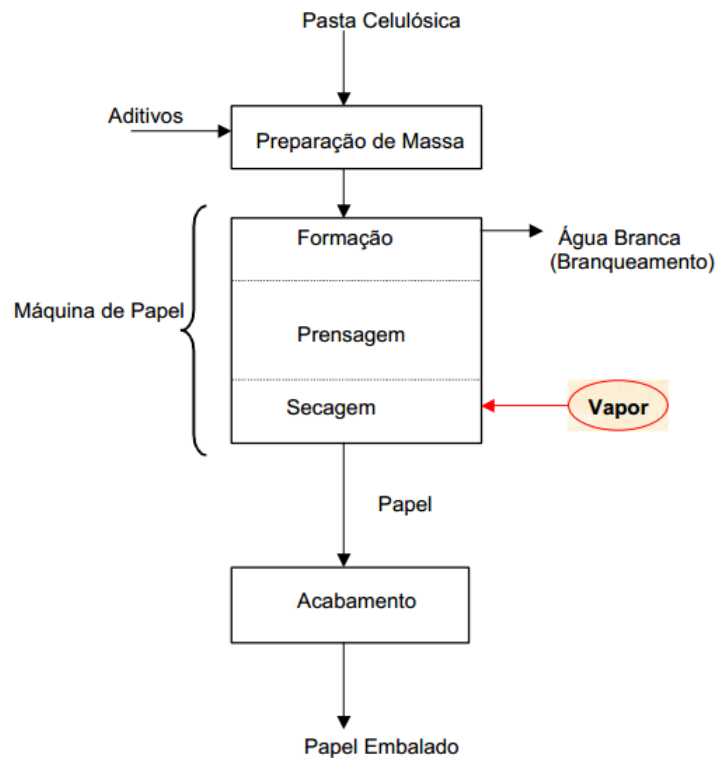 Pasta Celulósica
Aditivos
Preparação de Massa
Formação
Água Branca
(Branqueamento)
Máquina de Papel
Prensagem
Secagem
Vapor
Papel
Acabamento
Papel Embalado